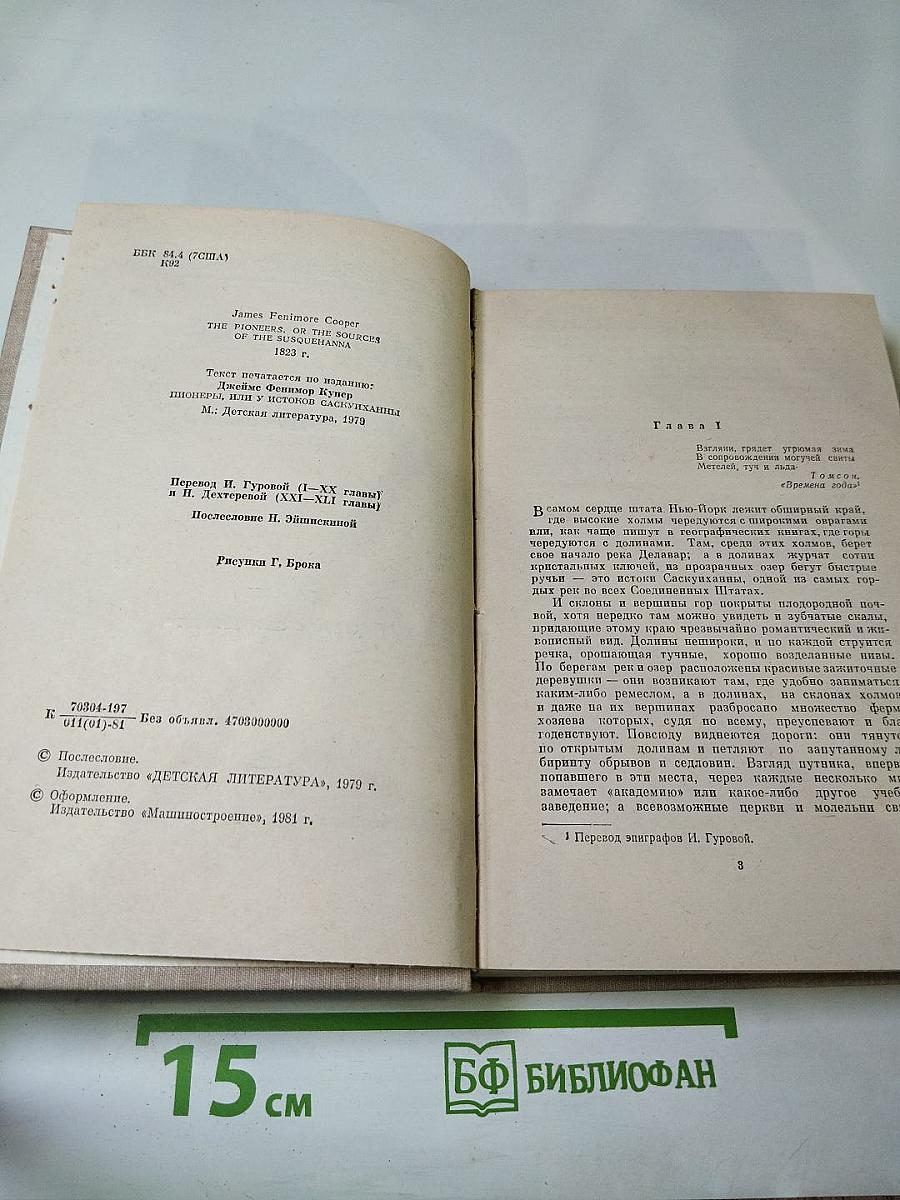 ББК 84.4 (7США)
К92
James Fenimore Cooper
THE PIONEERS, OR THE SOURCES
OF THE SUSQUEHANNA
1823 г.
Текст печатается по изданию:
Джеймс Фенимор Купер
ПИОНЕРЫ, ИЛИ У ИСТОКОВ САСКУИХАННЫ
М.: Детская литература, 1979
Перевод И. Гуровой (I—XX главы)
и Н. Дехтеревой (XXI—XLI главы)
Послесловие Н. Эйшискиной
Рисунки Г. Брока
К 70304-197
011(01)-81 Без объявл. 4703000000
© Послесловие.
Издательство «ДЕТСКАЯ ЛИТЕРАТУРА», 1979 г.
© Оформление.
Издательство «Машиностроение», 1981 г.
Глава I
Взгляни, грядет угрюмая зима
В сопровождении могучей свиты
Метелей, туч и льда.
Томсон,
«Времена года»¹
В самом сердце штата Нью-Йорк лежит обширный край,
где высокие холмы чередуются с широкими оврагами
или, как чаще пишут в географических книгах, где горы
чередуются с долинами. Там, среди этих холмов, берет
свое начало река Делавар; а в долинах журчат сотни
кристальных ключей, из прозрачных озер бегут быстрые
ручьи — это истоки Саскуиханны, одной из самых гор-
дых рек во всех Соединенных Штатах.
И склоны и вершины гор покрыты плодородной поч-
вой, хотя нередко там можно увидеть и зубчатые скалы,
придающие этому краю чрезвычайно романтический и жи-
вописный вид. Долины нешироки, и по каждой струится
речка, орошающая тучные, хорошо возделанные нивы.
По берегам рек и озер расположены красивые зажиточные
деревушки — они возникают там, где удобно заниматься
каким-либо ремеслом, а в долинах, на склонах холмов
и даже на их вершинах разбросано множество ферм
хозяева которых, судя по всему, преуспевают и бла
годенствуют. Повсюду виднеются дороги: они тянутс
по открытым долинам и петляют по запутанному л
биринту обрывов и седловин. Взгляд путника, вперв
попавшего в эти места, через каждые несколько ми
замечает «академию» или какое-либо другое учеб
заведение; а всевозможные церкви и молельни св
¹ Перевод эпиграфов И. Гуровой.
3
15 см
БФ БИБЛИОФАН